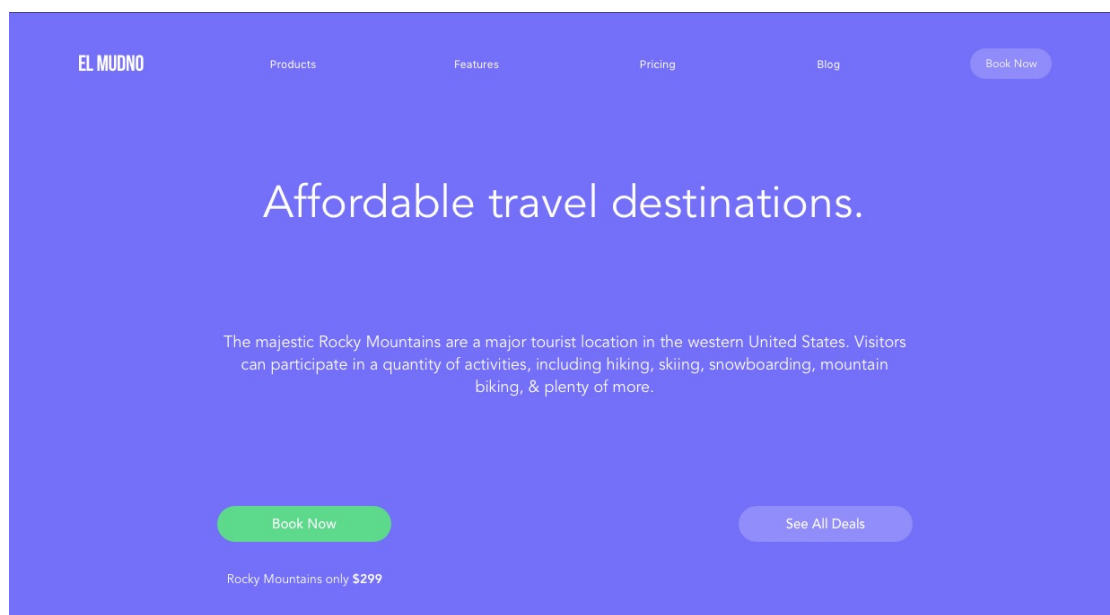 EL MUDNO Products Features Pricing Blog Book Now
Affordable travel destinations.
The majestic Rocky Mountains are a major tourist location in the western United States. Visitors
can participate in a quantity of activities, including hiking, skiing, snowboarding, mountain
biking, & plenty of more.
Book Now See All Deals
Rocky Mountains only $299